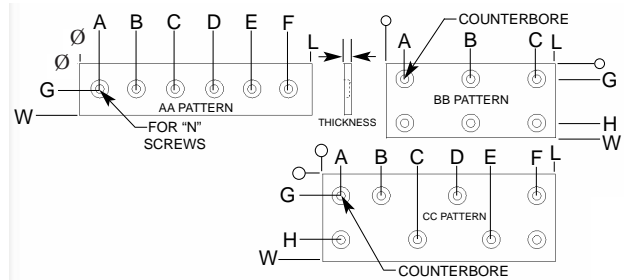 A B C D E F L
Ø
Ø
G
W
AA PATTERN
FOR "N"
SCREWS
THICKNESS
COUNTERBORE
A B C L
G
BB PATTERN
H
W
A B C D E F L
G
CC PATTERN
H
W
COUNTERBORE